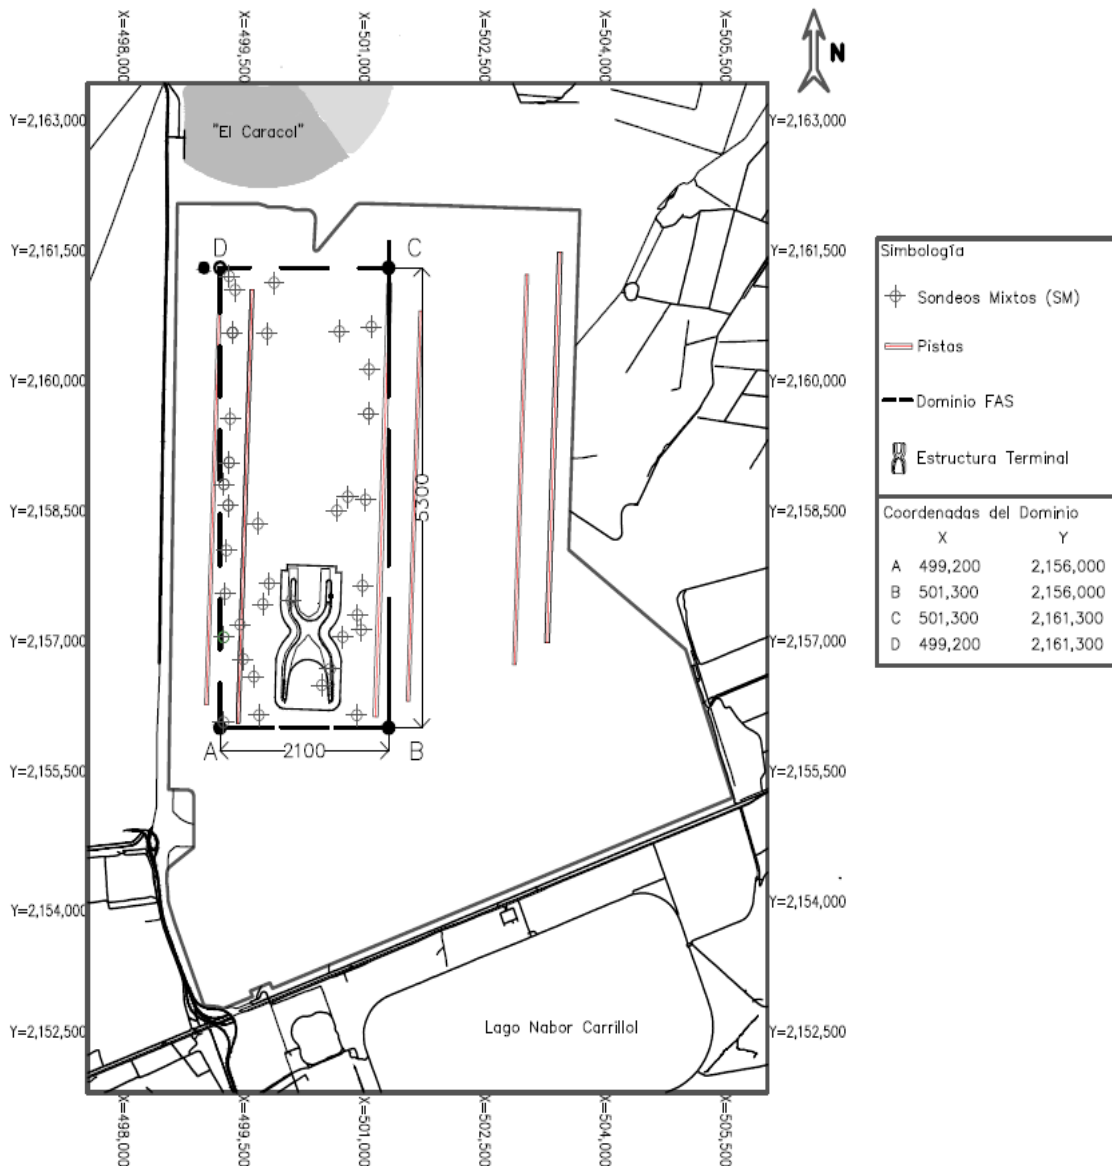 X=498,000
X=499,500
X=501,000
X=502,500
X=504,000
X=505,500
N
Y=2,163,000
"El Caracol"
Y=2,163,000
Y=2,161,500
D
C
Y=2,161,500
Y=2,160,000
Y=2,160,000
Y=2,158,500
5300
Y=2,158,500
Y=2,157,000
Y=2,157,000
A
2100
B
Y=2,155,500
Y=2,155,500
Y=2,154,000
Y=2,154,000
Y=2,152,500
Lago Nabor Carrillol
Y=2,152,500
X=498,000
X=499,500
X=501,000
X=502,500
X=504,000
X=505,500
Simbología
Sondeos Mixtos (SM)
Pistas
Dominio FAS
Estructura Terminal
Coordenadas del Dominio
X Y
A 499,200 2,156,000
B 501,300 2,156,000
C 501,300 2,161,300
D 499,200 2,161,300